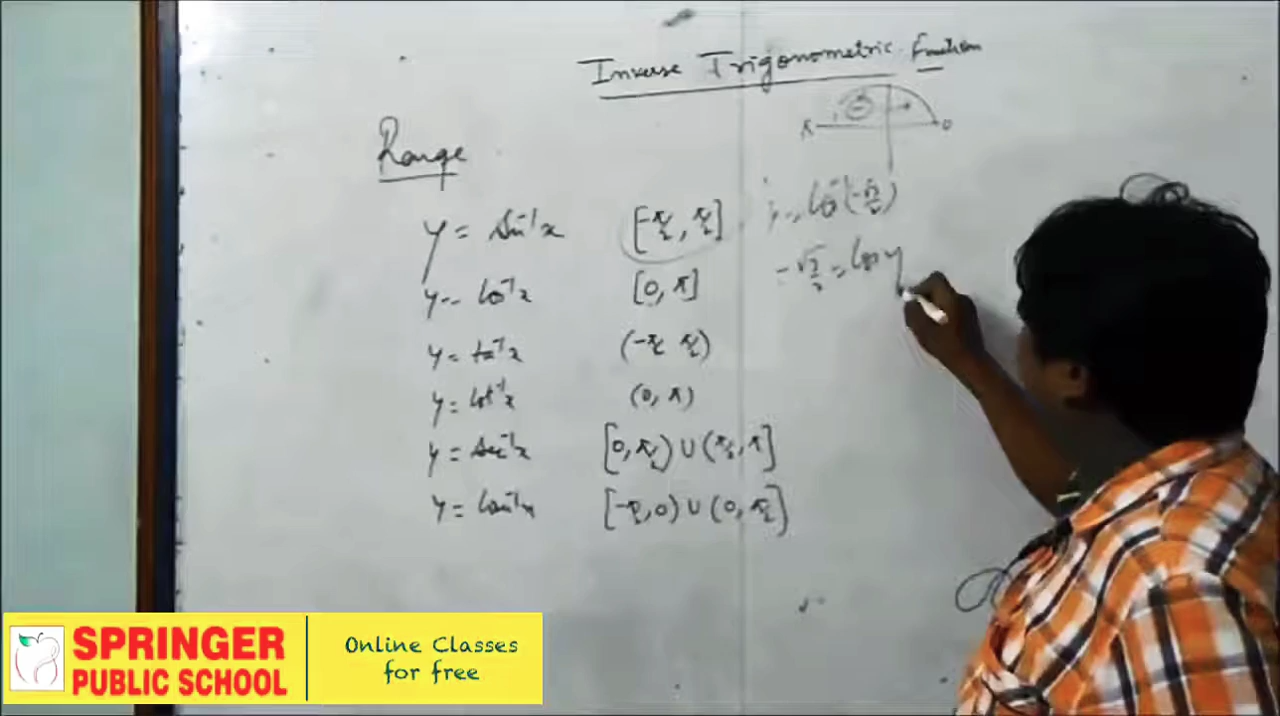 Inverse Trigonometric Function
π 0
Range
y = sin⁻¹x [-π/2, π/2]
y = cos⁻¹x [0, π]
y = tan⁻¹x (-π/2 π/2)
y = cot⁻¹x (0, π)
y = sec⁻¹x [0, π/2) ∪ (π/2, π]
y = cosec⁻¹x [-π/2, 0) ∪ (0, π/2]
y = cos⁻¹(-√3/2)
-√3/2 = cos y
SPRINGER
PUBLIC SCHOOL
Online Classes
for free